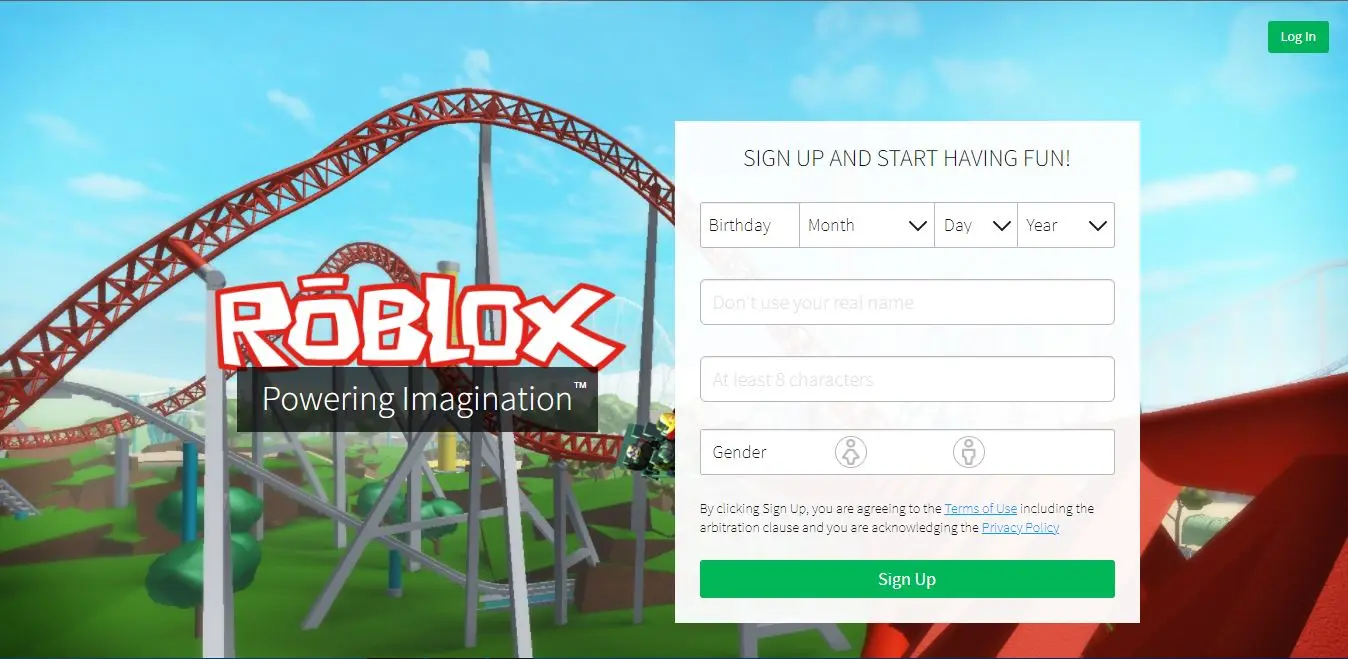 Log In
SIGN UP AND START HAVING FUN!
Birthday Month Day Year
Don't use your real name
At least 8 characters
Gender
By clicking Sign Up, you are agreeing to the Terms of Use including the
arbitration clause and you are acknowledging the Privacy Policy
Sign Up
RŌBLOX
Powering Imagination™